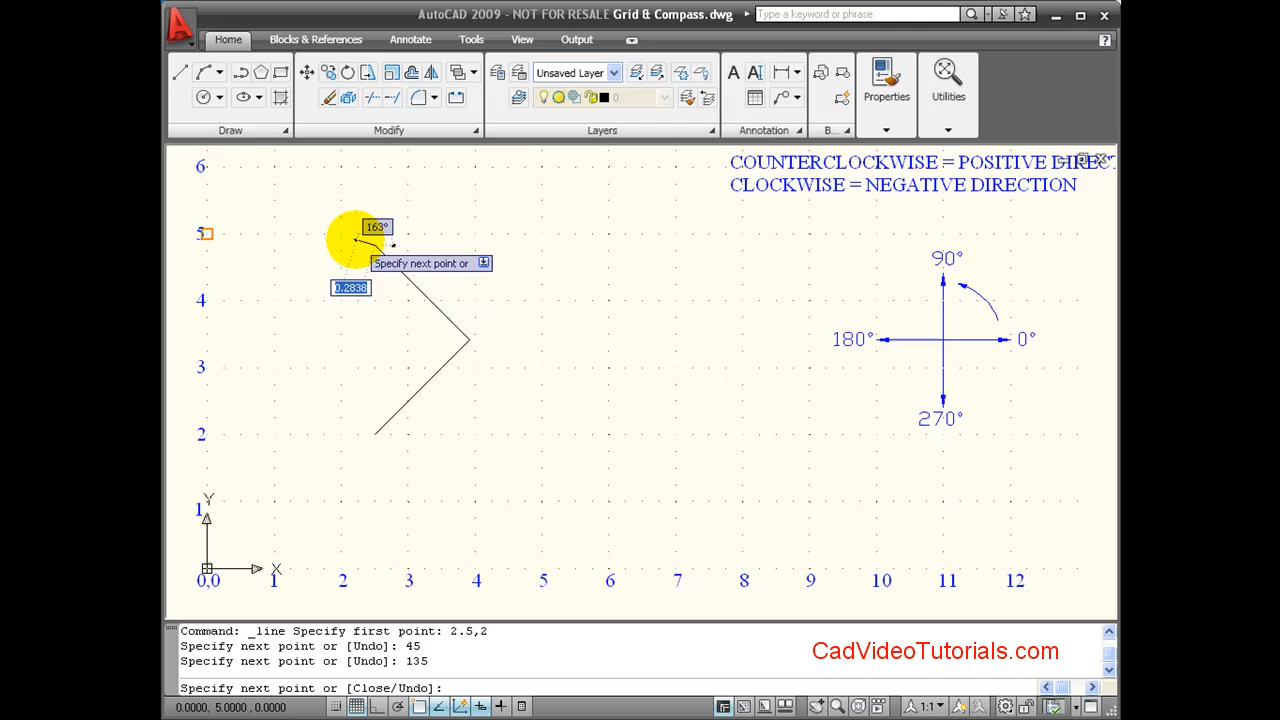 AutoCAD 2009 - NOT FOR RESALE Grid & Compass.dwg
Type a keyword or phrase
Home
Blocks & References
Annotate
Tools
View
Output
Unsaved Layer
0
Properties
Utilities
Draw
Modify
Layers
Annotation
B...
COUNTERCLOCKWISE = POSITIVE DIRECT
CLOCKWISE = NEGATIVE DIRECTION
6
5
4
3
2
1
163°
Specify next point or
0.2838
90°
180°
0°
270°
Y
X
0,0
1
2
3
4
5
6
7
8
9
10
11
12
Command: _line Specify first point: 2.5,2
Specify next point or [Undo]: 45
Specify next point or [Undo]: 135
Specify next point or [Close/Undo]:
CadVideoTutorials.com
0.0000, 5.0000, 0.0000
1:1